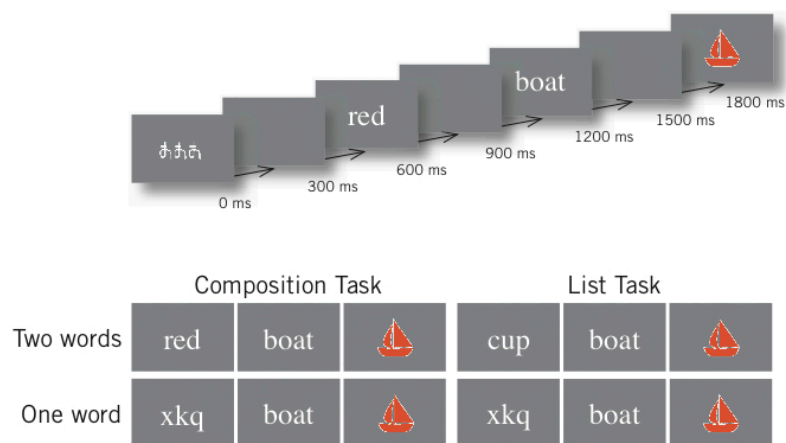 red
boat
0 ms
300 ms
600 ms
900 ms
1200 ms
1500 ms
1800 ms
Composition Task List Task
Two words red boat cup boat
One word xkq boat xkq boat